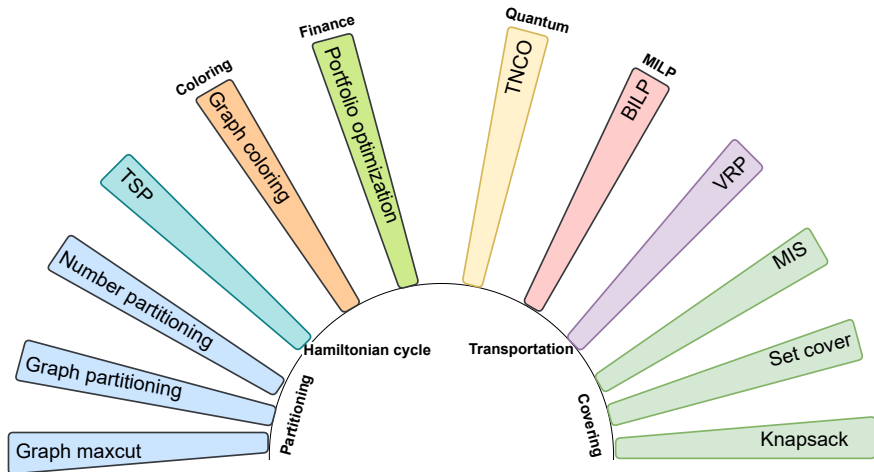 Finance
Quantum
Coloring
MILP
Graph maxcut
Graph partitioning
Number partitioning
TSP
Graph coloring
Portfolio optimization
TNCO
BILP
VRP
MIS
Set cover
Knapsack
Hamiltonian cycle
Transportation
Partitioning
Covering